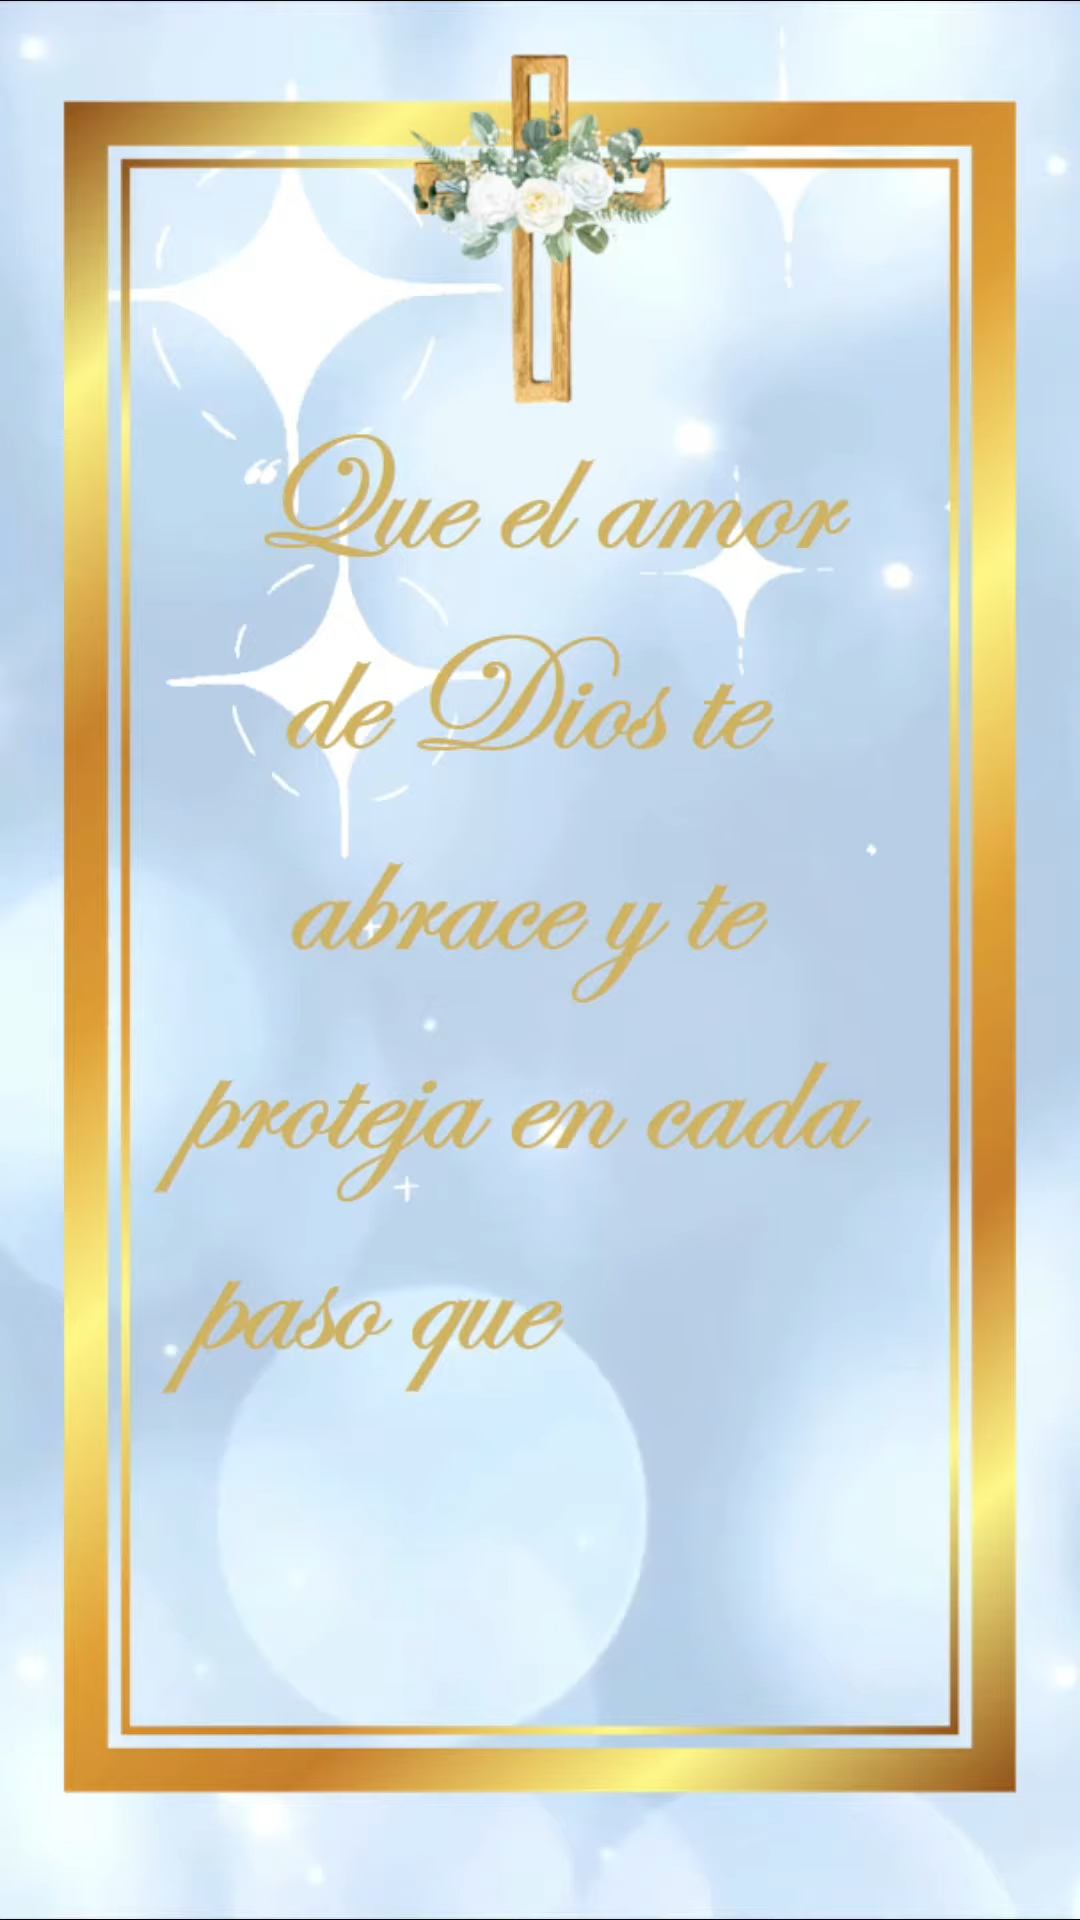 “Que el amor
de Dios te
abrace y te
proteja en cada
paso que